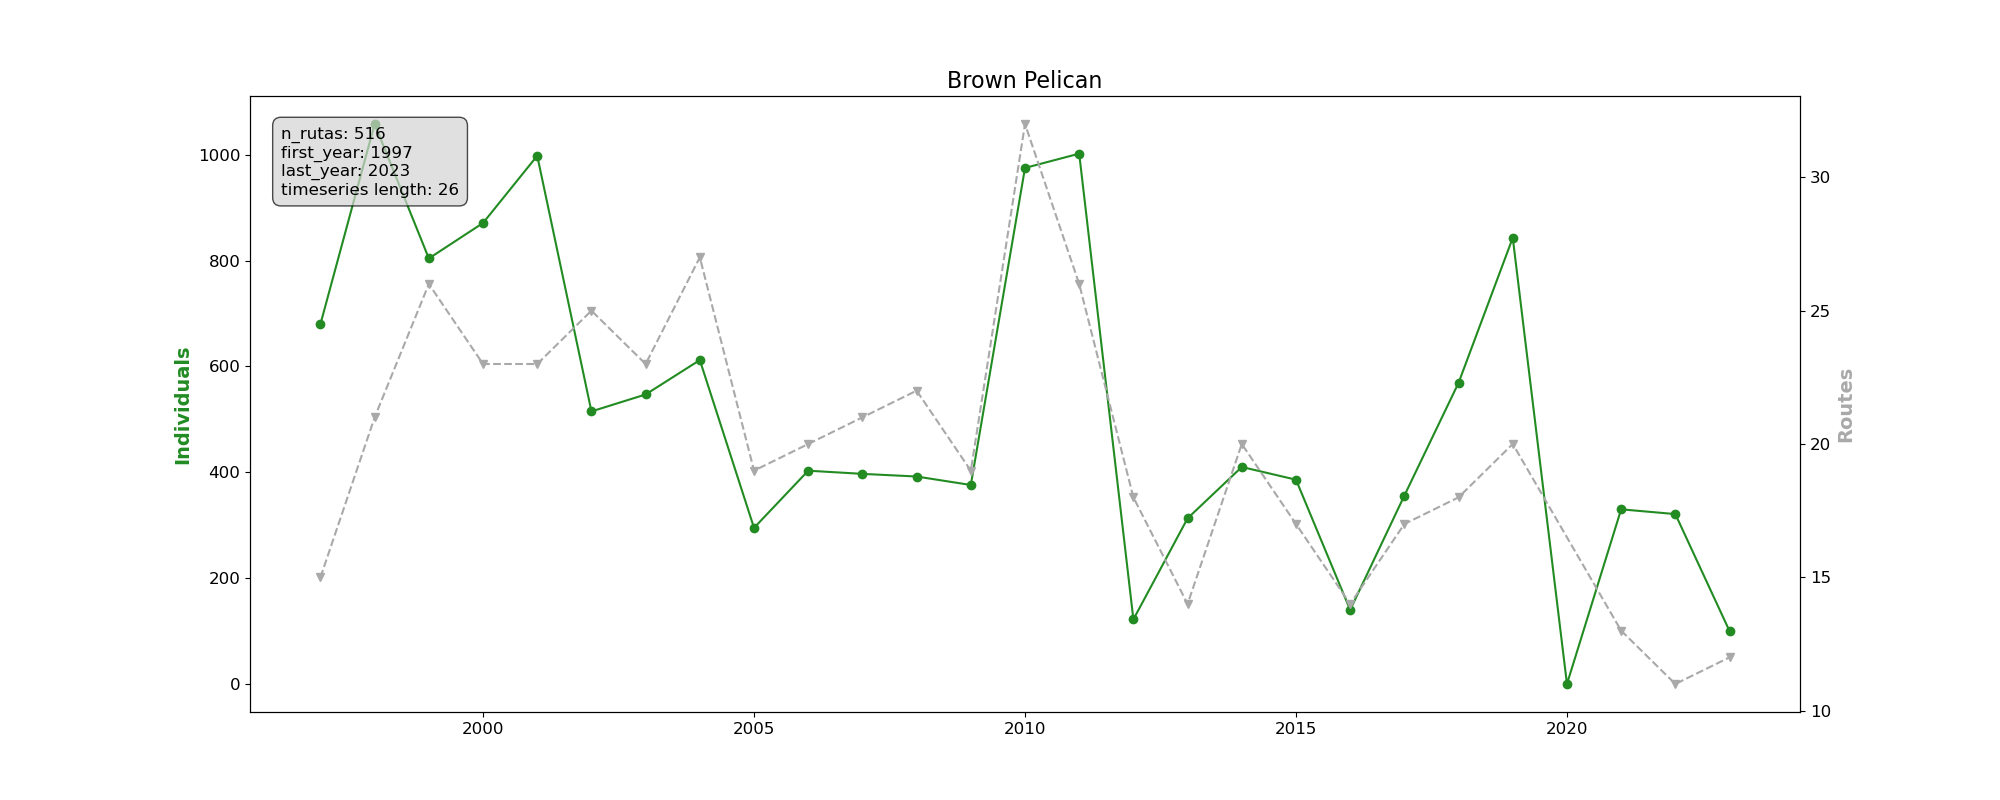 Brown Pelican
n_rutas: 516
first_year: 1997
last_year: 2023
timeseries length: 26
1000
800
600
400
200
0
Individuals
30
25
20
15
10
Routes
2000 2005 2010 2015 2020